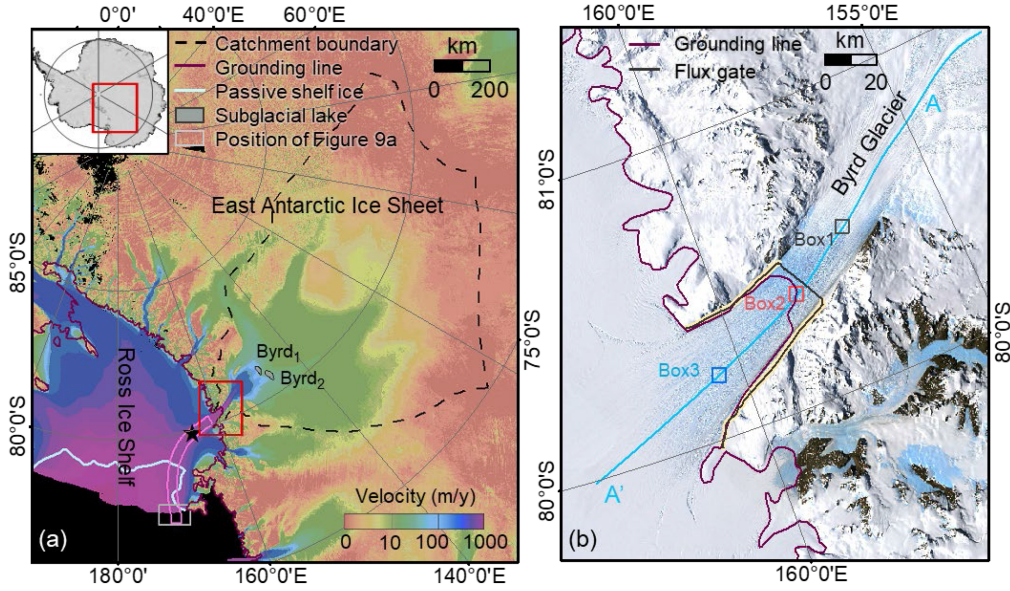 0°0'
40°0'E
60°0'E
Catchment boundary
Grounding line
Passive shelf ice
Subglacial lake
Position of Figure 9a
km
0 200
East Antarctic Ice Sheet
85°0'S
80°0'S
75°0'S
Byrd1
Byrd2
Ross Ice Shelf
Velocity (m/y)
0 10 100 1000
(a)
180°0'
160°0'E
140°0'E
160°0'E
155°0'E
Grounding line
Flux gate
km
0 20
A
Byrd Glacier
81°0'S
Box1
Box2
Box3
80°0'S
A'
80°0'S
(b)
160°0'E